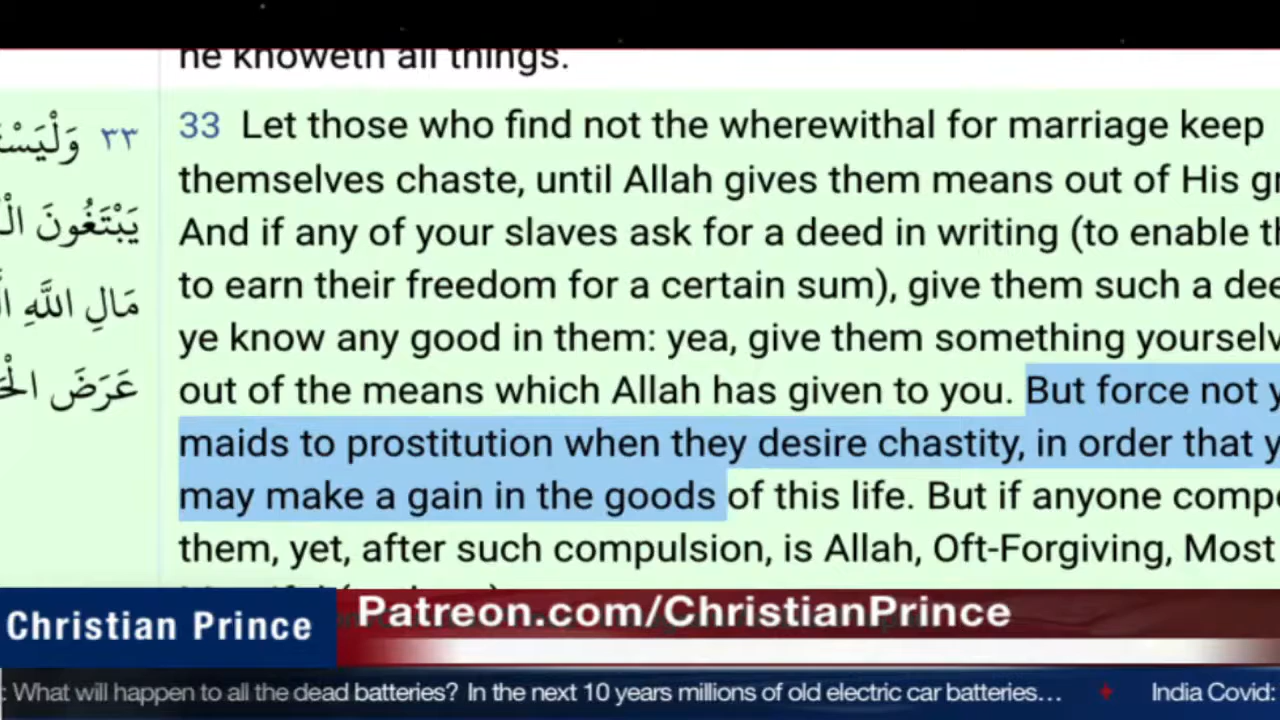 he knoweth all things.
33 Let those who find not the wherewithal for marriage keep
themselves chaste, until Allah gives them means out of His
And if any of your slaves ask for a deed in writing (to enable
to earn their freedom for a certain sum), give them such a
ye know any good in them: yea, give them something
out of the means which Allah has given to you. But force not
maids to prostitution when they desire chastity, in order that
may make a gain in the goods of this life. But if anyone
them, yet, after such compulsion, is Allah, Oft-Forgiving, Most
٣٣
يَبْتَغُونَ
مَالِ اللَّهِ
عَرَضَ
Christian Prince
Patreon.com/ChristianPrince
: What will happen to all the dead batteries? In the next 10 years millions of old electric car batteries… India Covid: